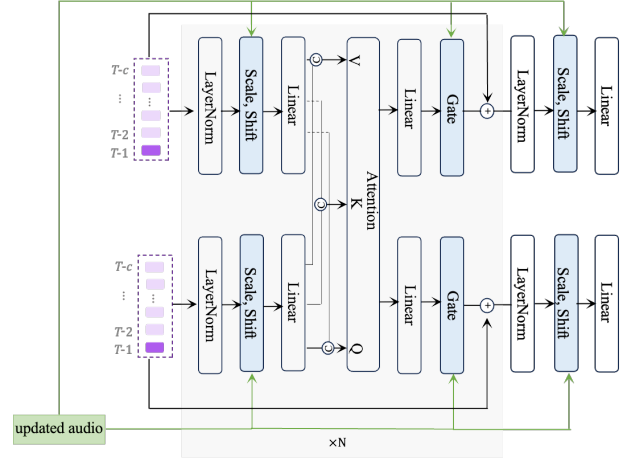 T-c
...
...
T-2
T-1
LayerNorm
Scale, Shift
Linear
C
V
Linear
Gate
+
LayerNorm
Scale, Shift
Linear
C
K
Attention
T-c
...
...
T-2
T-1
LayerNorm
Scale, Shift
Linear
C
Q
Linear
Gate
+
LayerNorm
Scale, Shift
Linear
updated audio
×N